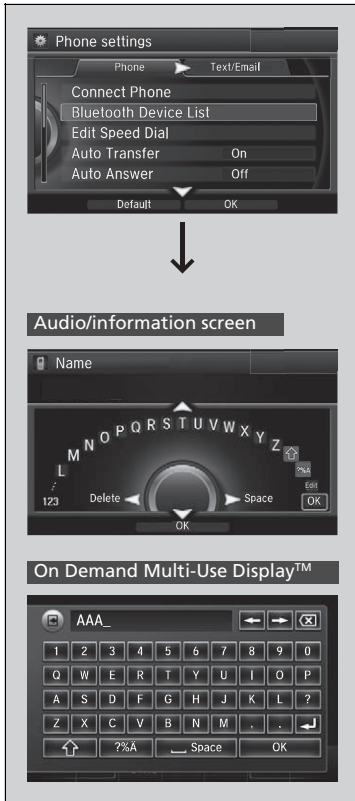 Phone settings
Phone Text/Email
Connect Phone
Bluetooth Device List
Edit Speed Dial
Auto Transfer On
Auto Answer Off
Default OK
Audio/information screen
Name
L M N O P Q R S T U V W X Y Z
?%Ä
Edit
123 Delete Space OK
OK
On Demand Multi-Use Display™
AAA_
1 2 3 4 5 6 7 8 9 0
Q W E R T Y U I O P
A S D F G H J K L ?
Z X C V B N M , .
?%Ä Space OK